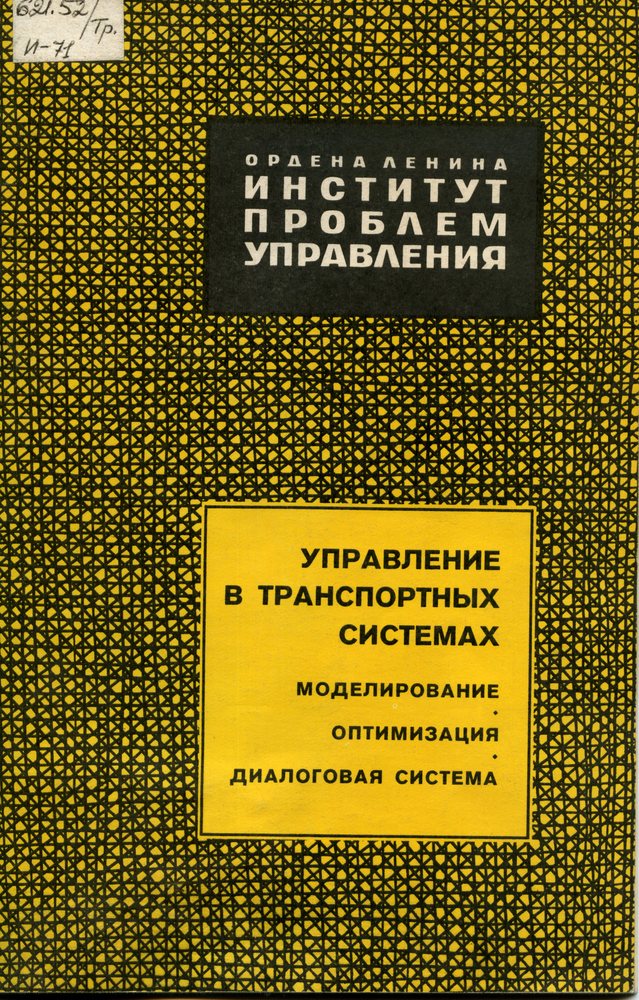 621.52/Тр.
И-71
ОРДЕНА ЛЕНИНА
ИНСТИТУТ
ПРОБЛЕМ
УПРАВЛЕНИЯ
УПРАВЛЕНИЕ
В ТРАНСПОРТНЫХ
СИСТЕМАХ
МОДЕЛИРОВАНИЕ
·
ОПТИМИЗАЦИЯ
·
ДИАЛОГОВАЯ СИСТЕМА